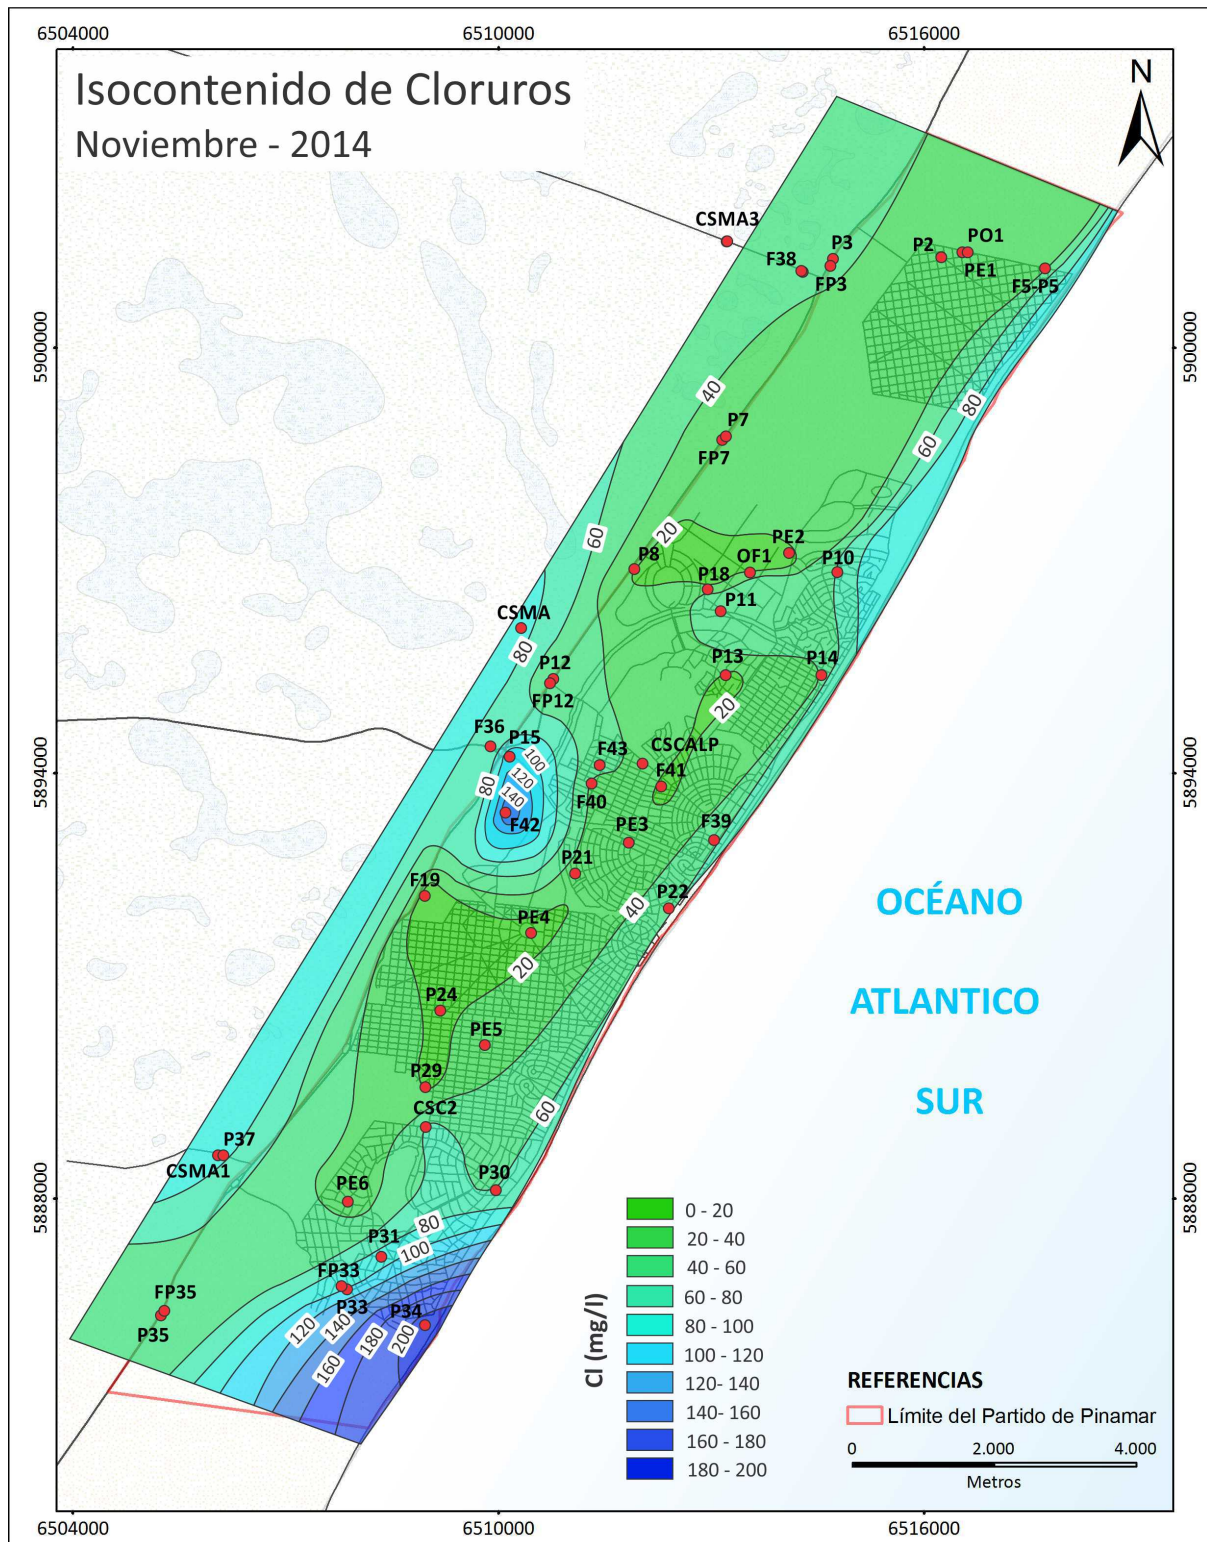 6504000
6510000
6516000
Isocontenido de Cloruros
Noviembre - 2014
N
CSMA3
P3
F38
FP3
P2
PO1
PE1
F5-P5
5900000
5900000
40
80
60
P7
FP7
60
20
PE2
P8
OF1
P10
P18
P11
CSMA
80
P12
FP12
P13
P14
20
F36
P15
100
120
140
80
F42
F43
CSCALP
F41
F40
5894000
5894000
PE3
F39
P21
F19
P22
40
PE4
20
OCÉANO
ATLANTICO
SUR
P24
PE5
P29
CSC2
60
P37
CSMA1
PE6
P30
5888000
5888000
80
P31
100
FP33
P33
FP35
P35
P34
120
140
180
200
160
Cl (mg/l)
0 - 20
20 - 40
40 - 60
60 - 80
80 - 100
100 - 120
120- 140
140- 160
160 - 180
180 - 200
REFERENCIAS
Límite del Partido de Pinamar
0
2.000
4.000
Metros
6504000
6510000
6516000